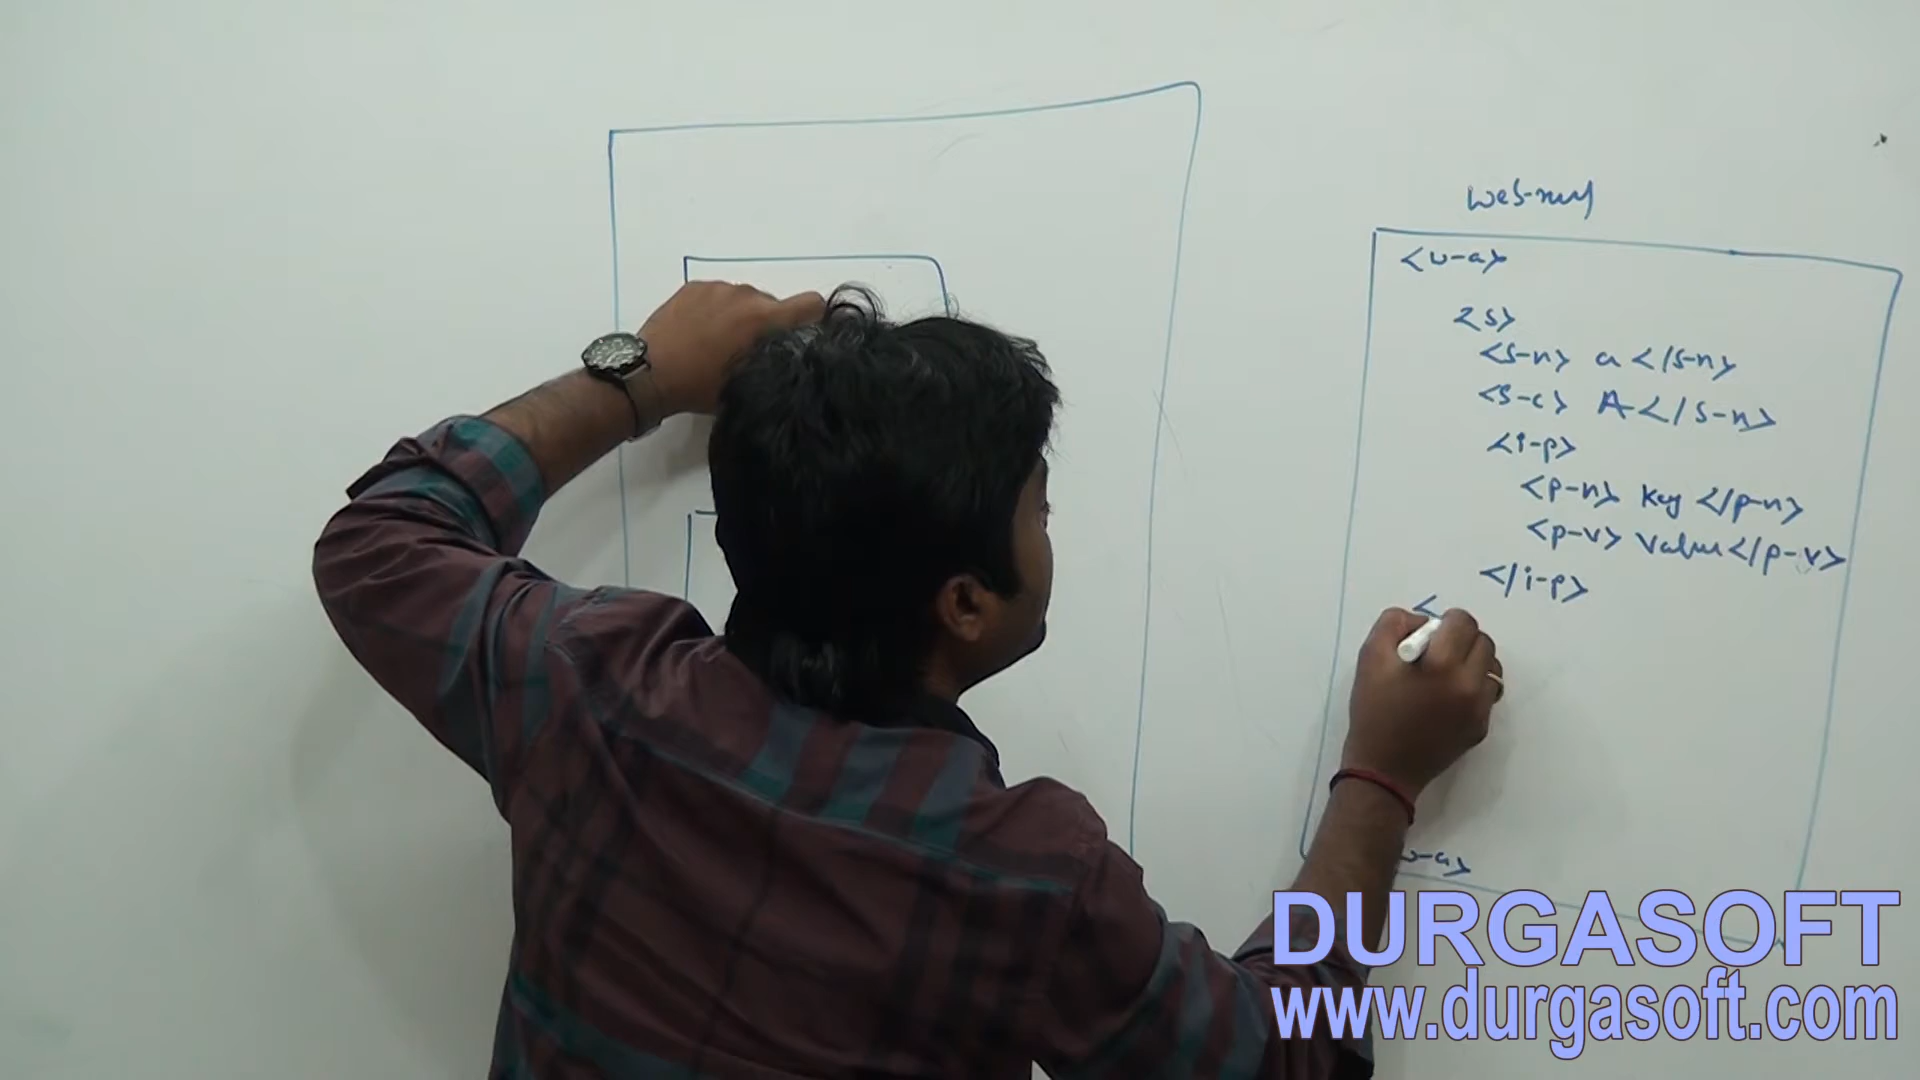 web-xml
<w-a>
<s>
<s-n> a </s-n>
<s-c> A </s-n>
<i-p>
<p-n> Key </p-n>
<p-v> Value </p-v>
</i-p>
<
w-a>
DURGASOFT
www.durgasoft.com